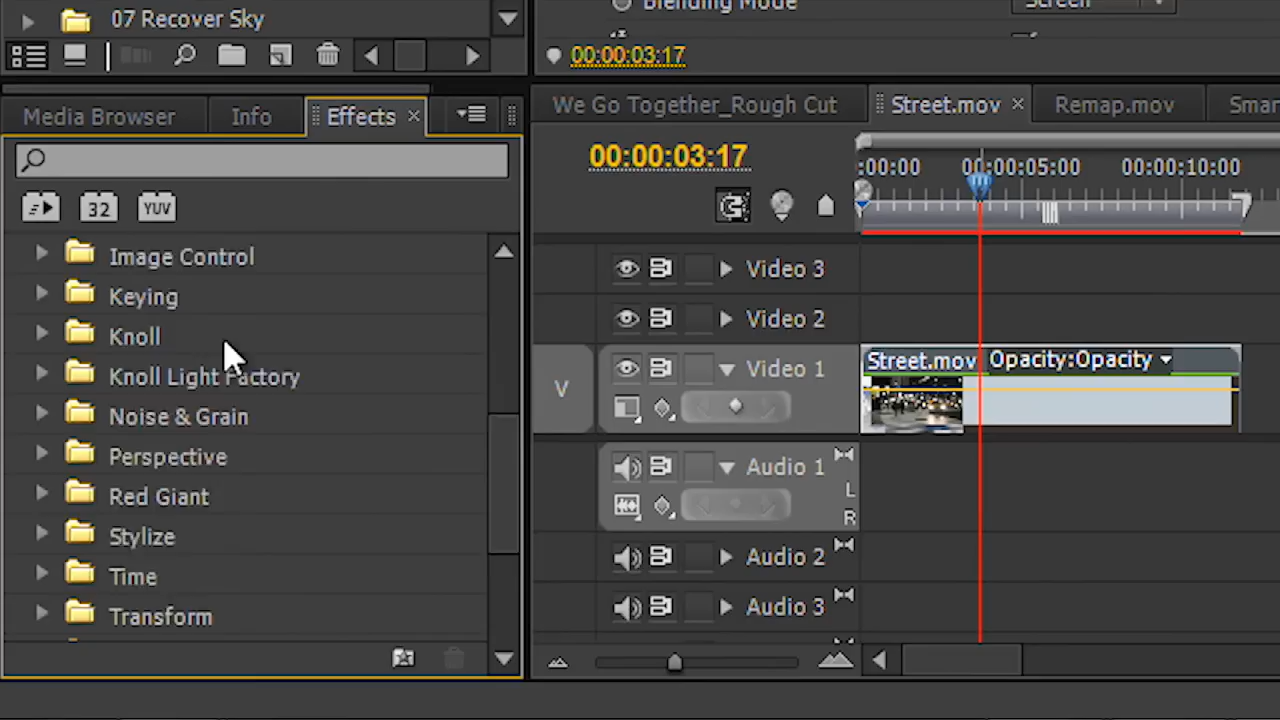 07 Recover Sky
Blending Mode
Screen
00:00:03:17
Media Browser
Info
Effects
32
YUV
Image Control
Keying
Knoll
Knoll Light Factory
Noise & Grain
Perspective
Red Giant
Stylize
Time
Transform
We Go Together_Rough Cut
Street.mov
Remap.mov
Smar
00:00:03:17
:00:00
00:00:05:00
00:00:10:00
Video 3
Video 2
V
Video 1
Street.mov
Opacity:Opacity
Audio 1
L
R
Audio 2
Audio 3